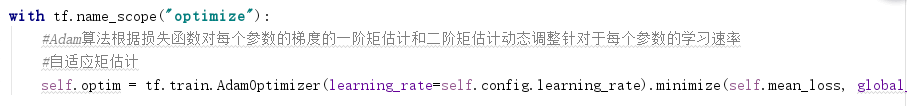 with tf.name_scope("optimize"):
#Adam算法根据损失函数对每个参数的梯度的一阶矩估计和二阶矩估计动态调整针对于每个参数的学习速率
#自适应矩估计
self.optim = tf.train.AdamOptimizer(learning_rate=self.config.learning_rate).minimize(self.mean_loss, global_